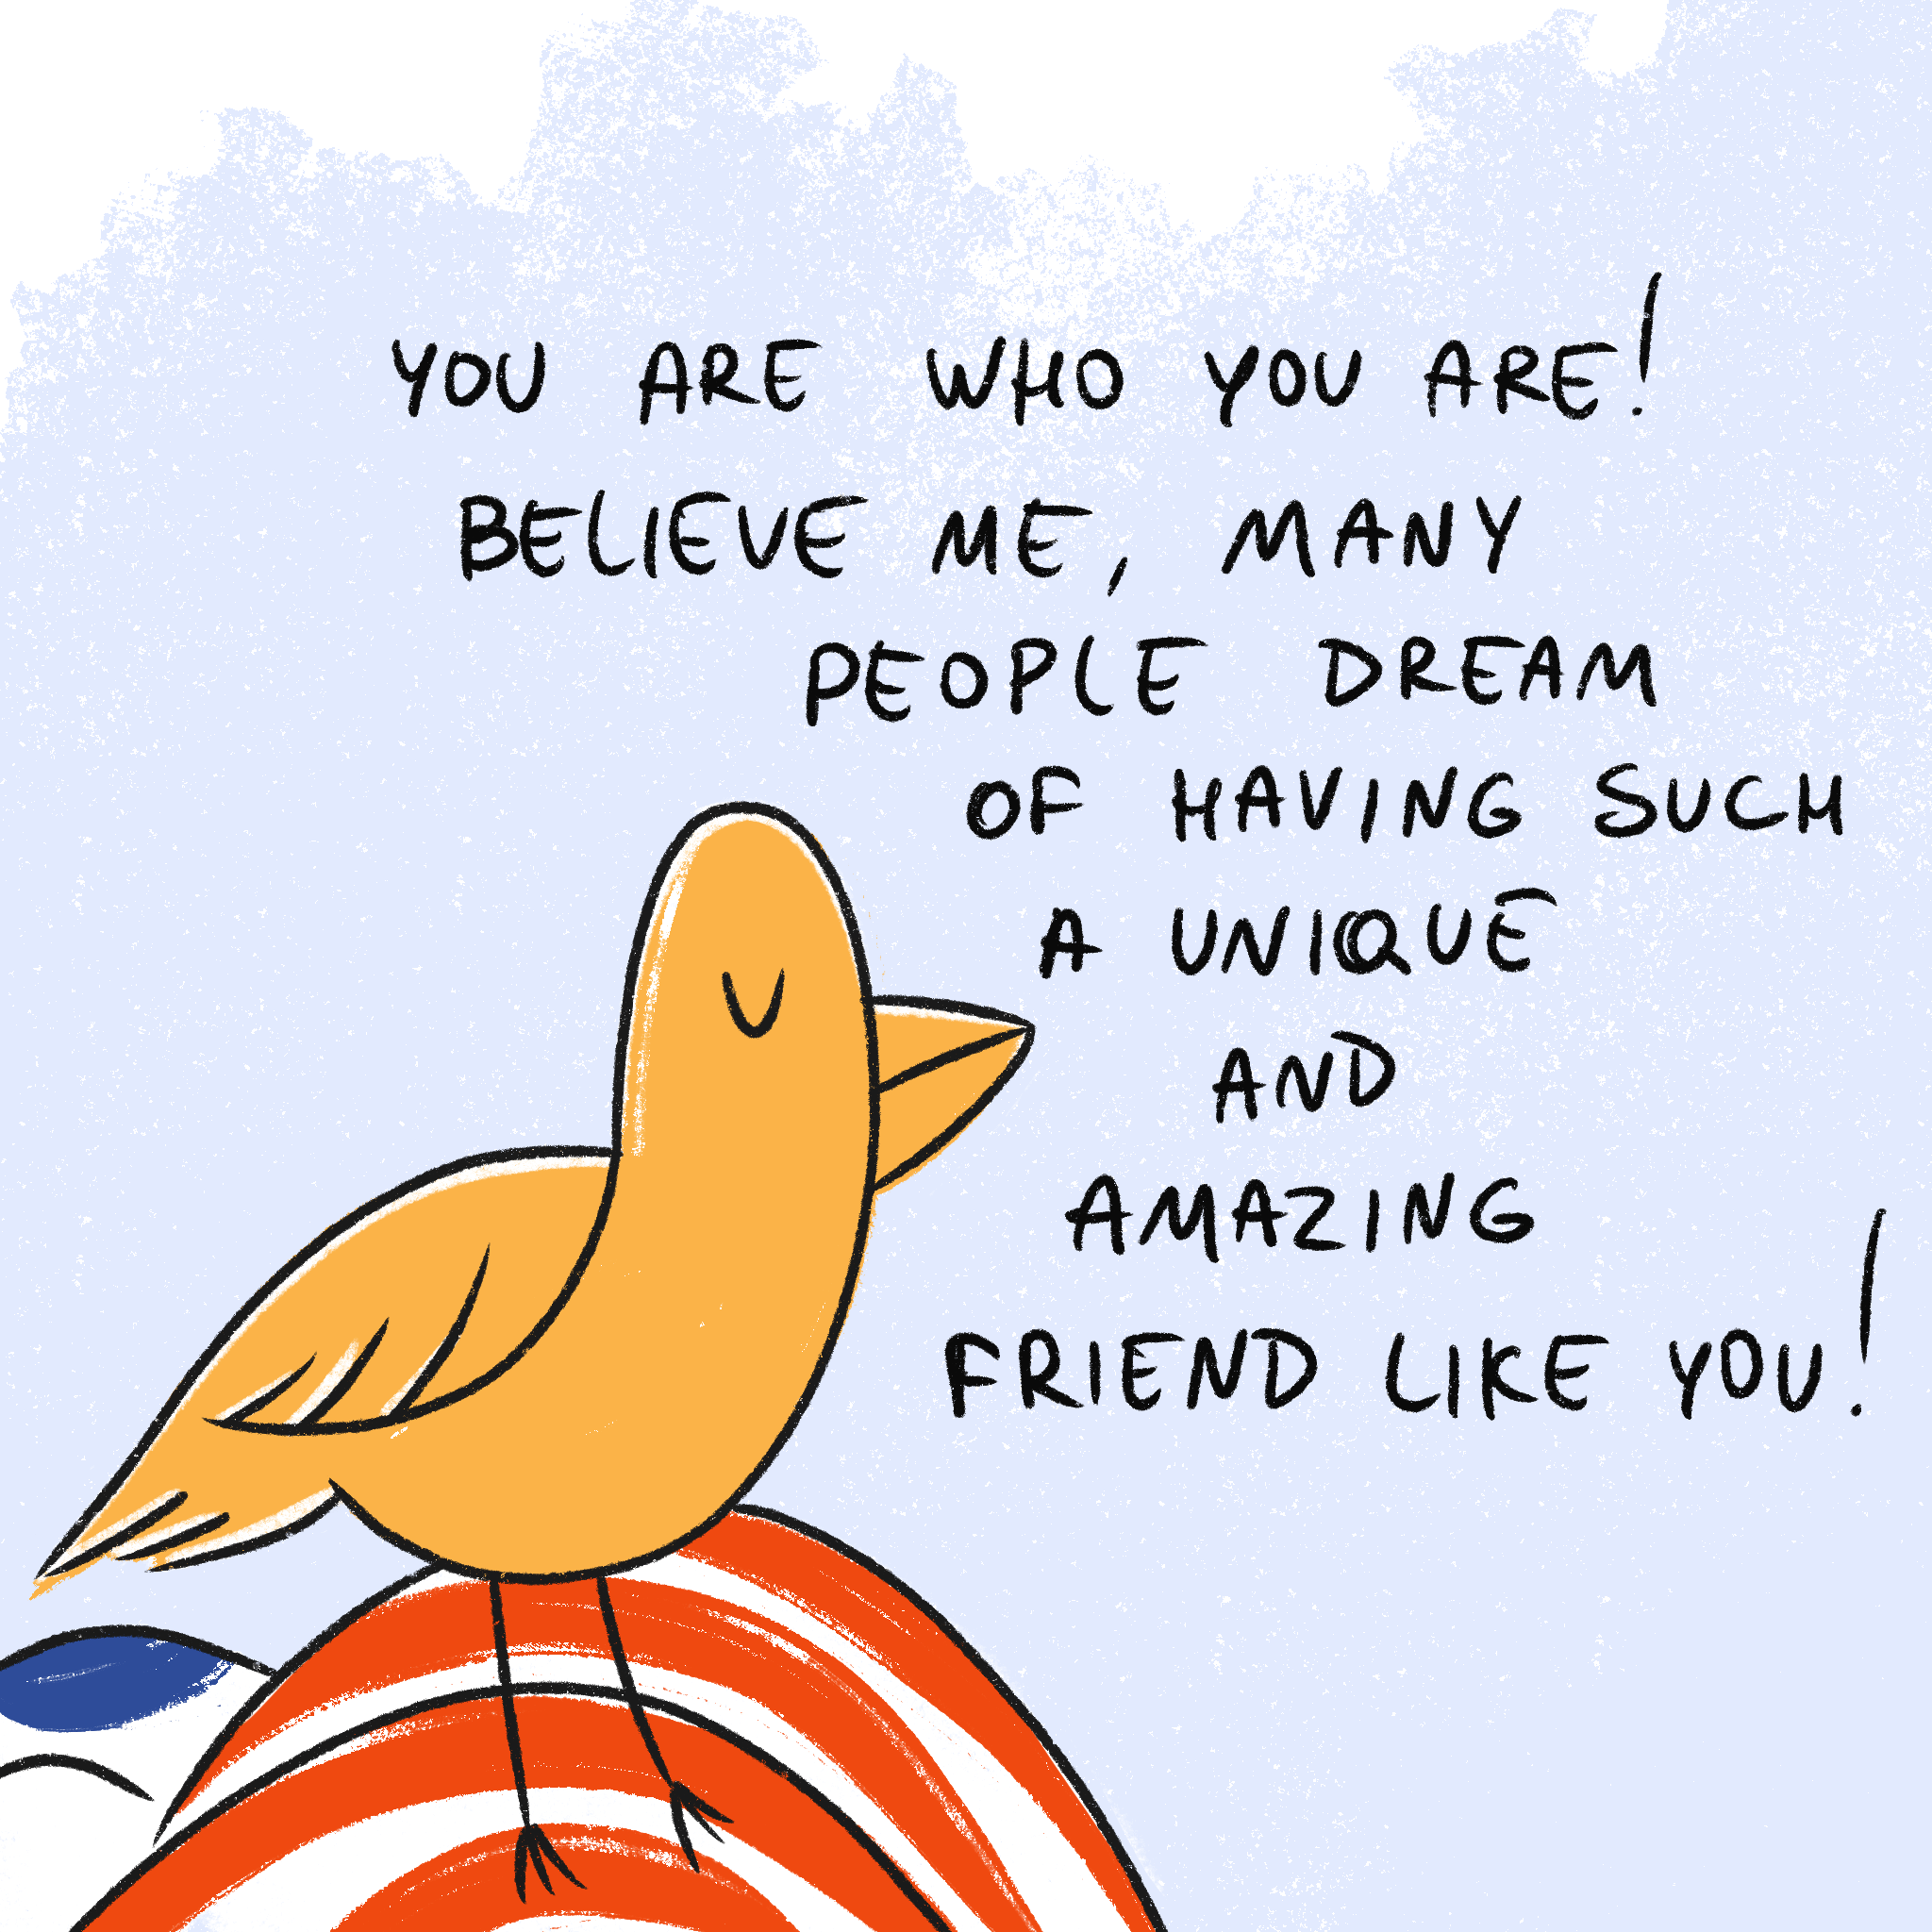 YOU ARE WHO YOU ARE!
BELIEVE ME, MANY
PEOPLE DREAM
OF HAVING SUCH
A UNIQUE
AND
AMAZING
FRIEND LIKE YOU!